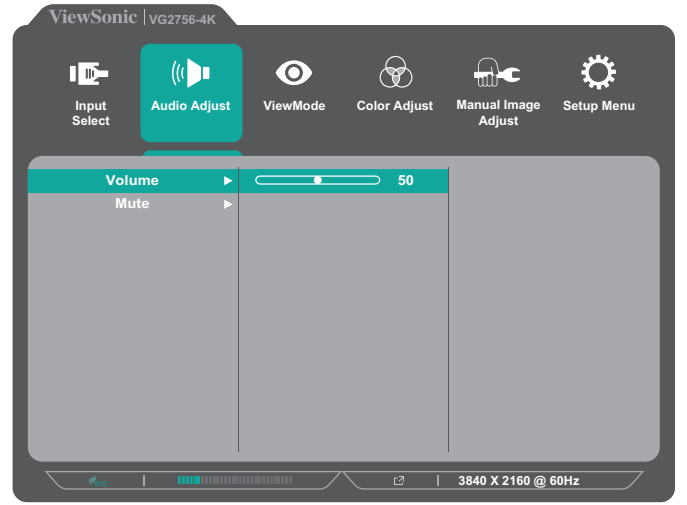 ViewSonic VG2756-4K
Input
Select
Audio Adjust
ViewMode
Color Adjust
Manual Image
Adjust
Setup Menu
Volume 50
Mute
eco 3840 X 2160 @ 60Hz